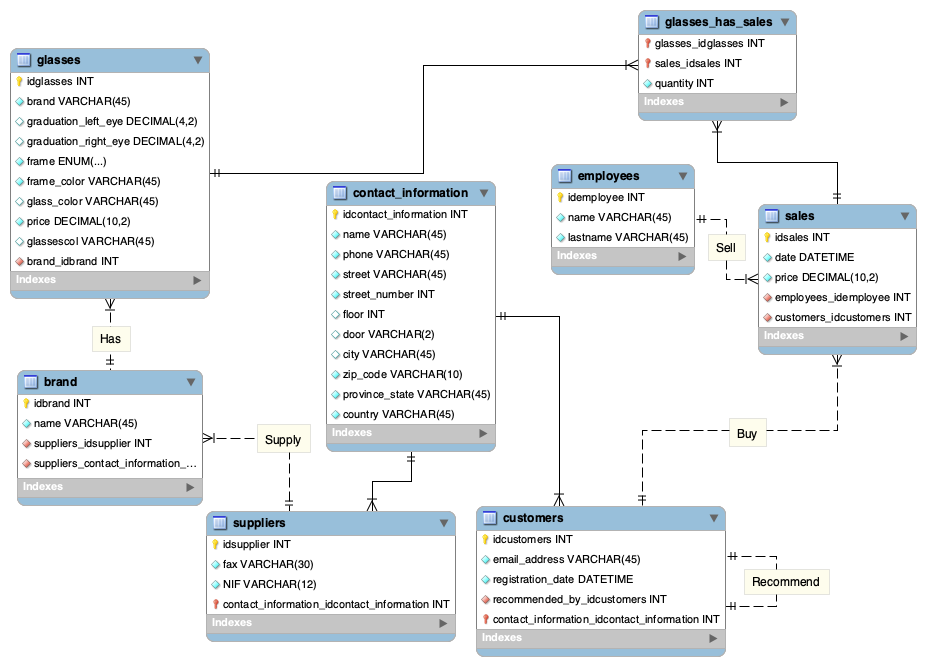 glasses_has_sales
glasses_idglasses INT
sales_idsales INT
quantity INT
Indexes
glasses
idglasses INT
brand VARCHAR(45)
graduation_left_eye DECIMAL(4,2)
graduation_right_eye DECIMAL(4,2)
frame ENUM(...)
frame_color VARCHAR(45)
glass_color VARCHAR(45)
price DECIMAL(10,2)
glassescol VARCHAR(45)
brand_idbrand INT
Indexes
contact_information
idcontact_information INT
name VARCHAR(45)
phone VARCHAR(45)
street VARCHAR(45)
street_number INT
floor INT
door VARCHAR(2)
city VARCHAR(45)
zip_code VARCHAR(10)
province_state VARCHAR(45)
country VARCHAR(45)
Indexes
employees
idemployee INT
name VARCHAR(45)
lastname VARCHAR(45)
Indexes
Sell
sales
idsales INT
date DATETIME
price DECIMAL(10,2)
employees_idemployee INT
customers_idcustomers INT
Indexes
Has
brand
idbrand INT
name VARCHAR(45)
suppliers_idsupplier INT
suppliers_contact_information_...
Indexes
Supply
Buy
suppliers
idsupplier INT
fax VARCHAR(30)
NIF VARCHAR(12)
contact_information_idcontact_information INT
Indexes
customers
idcustomers INT
email_address VARCHAR(45)
registration_date DATETIME
recommended_by_idcustomers INT
contact_information_idcontact_information INT
Indexes
Recommend